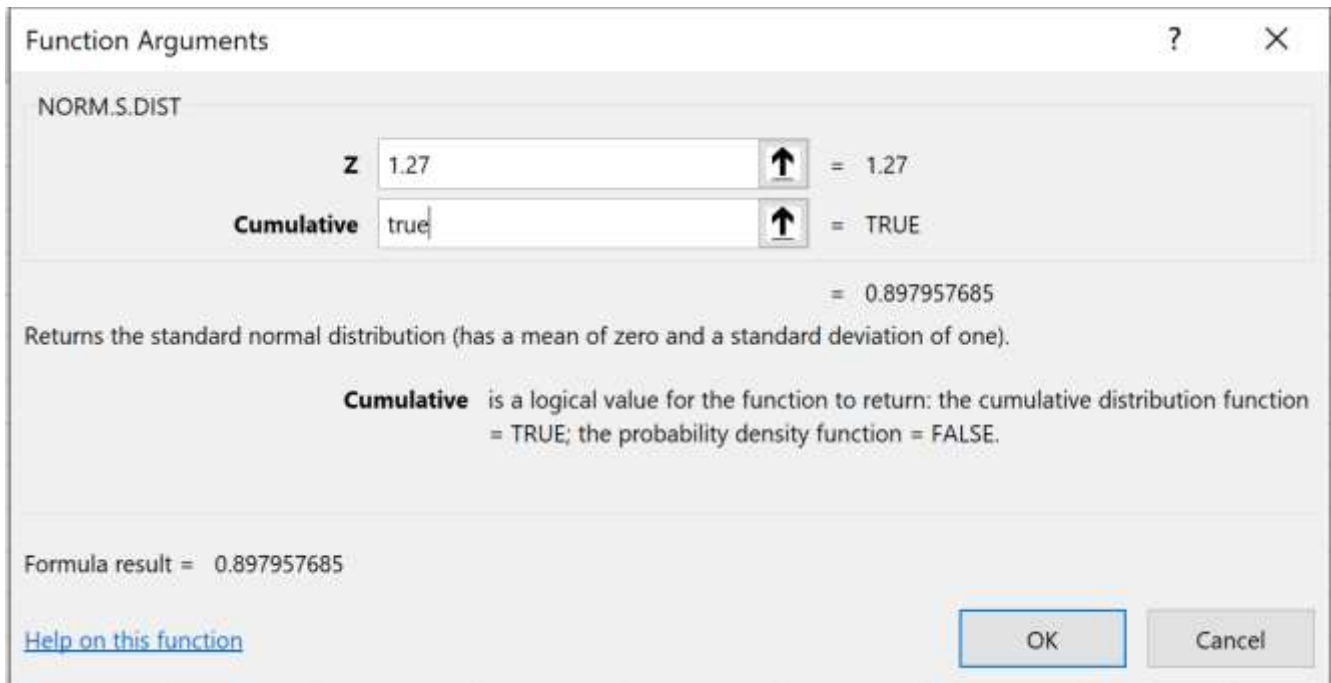 Function Arguments ? ×
NORM.S.DIST
Z 1.27 = 1.27
Cumulative true = TRUE
= 0.897957685
Returns the standard normal distribution (has a mean of zero and a standard deviation of one).
Cumulative is a logical value for the function to return: the cumulative distribution function
= TRUE; the probability density function = FALSE.
Formula result = 0.897957685
Help on this function OK Cancel